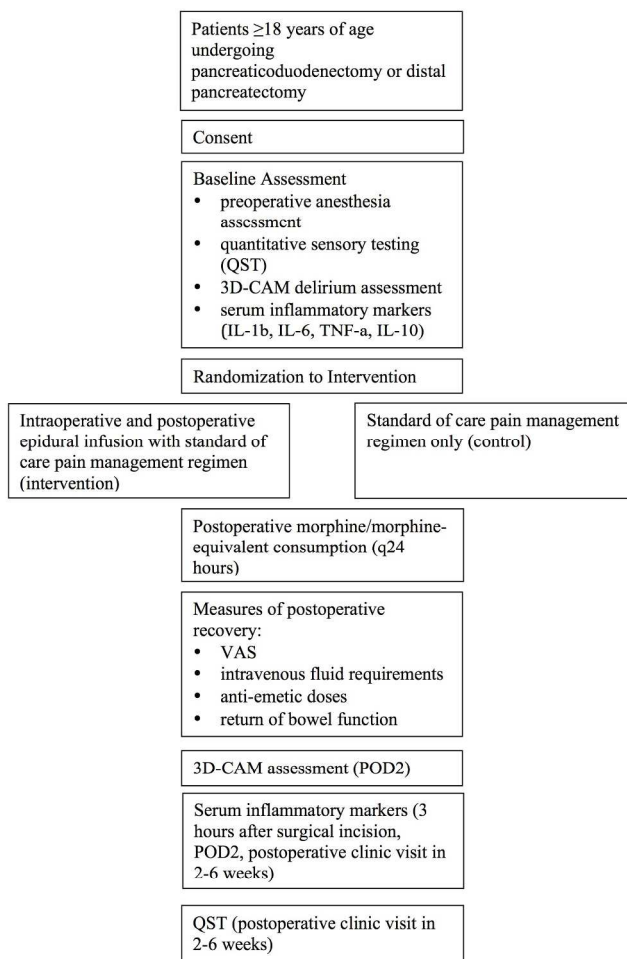 Patients ≥18 years of age
undergoing
pancreaticoduodenectomy or distal
pancreatectomy
Consent
Baseline Assessment
• preoperative anesthesia
assessment
• quantitative sensory testing
(QST)
• 3D-CAM delirium assessment
• serum inflammatory markers
(IL-1b, IL-6, TNF-a, IL-10)
Randomization to Intervention
Intraoperative and postoperative
epidural infusion with standard of
care pain management regimen
(intervention)
Standard of care pain management
regimen only (control)
Postoperative morphine/morphine-
equivalent consumption (q24
hours)
Measures of postoperative
recovery:
• VAS
• intravenous fluid requirements
• anti-emetic doses
• return of bowel function
3D-CAM assessment (POD2)
Serum inflammatory markers (3
hours after surgical incision,
POD2, postoperative clinic visit in
2-6 weeks)
QST (postoperative clinic visit in
2-6 weeks)